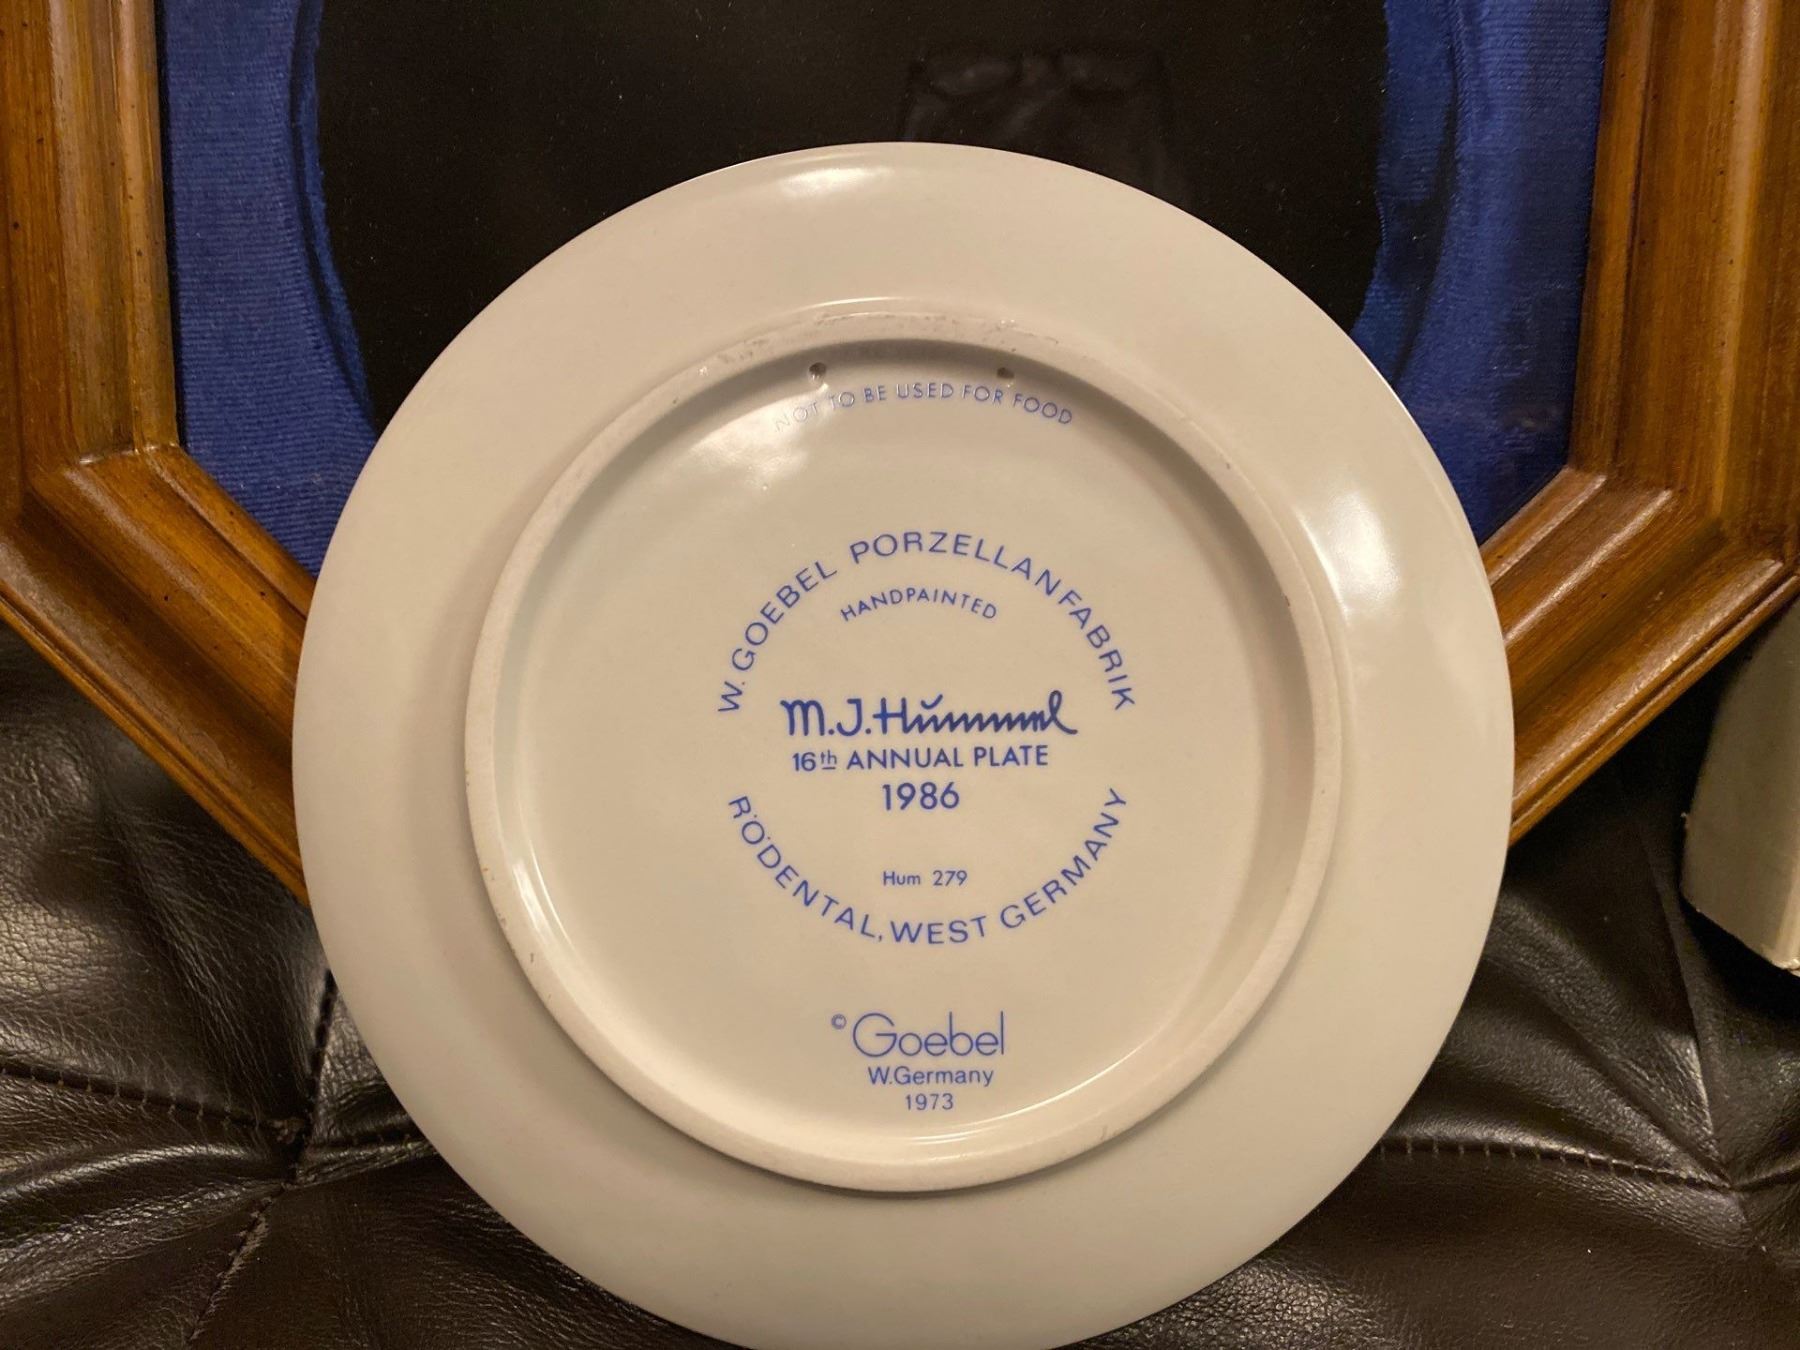 NOT TO BE USED FOR FOOD
W. GOEBEL PORZELLANFABRIK
HANDPAINTED
M.J.Hummel
16th ANNUAL PLATE
1986
Hum 279
RÖDENTAL, WEST GERMANY
© Goebel
W.Germany
1973